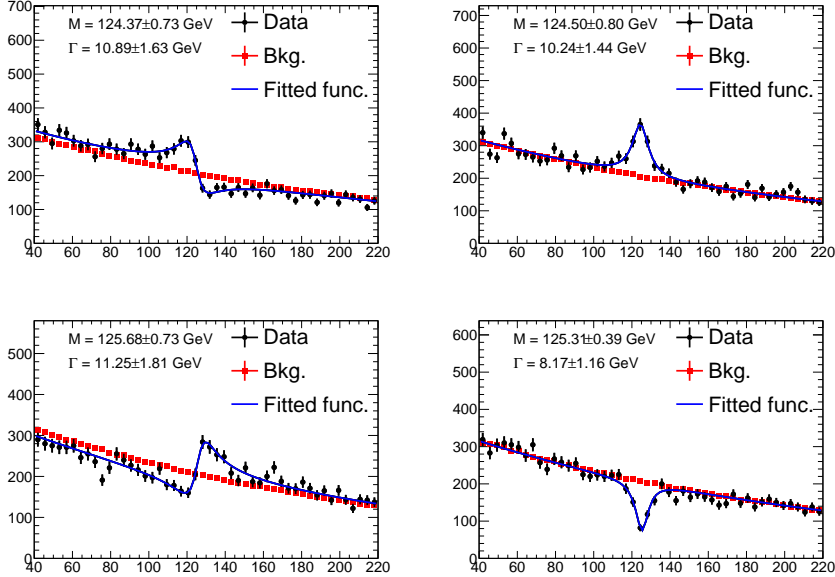 700
600
500
400
300
200
100
0
M = 124.37±0.73 GeV
Γ = 10.89±1.63 GeV
Data
Bkg.
Fitted func.
40 60 80 100 120 140 160 180 200 220
700
600
500
400
300
200
100
0
M = 124.50±0.80 GeV
Γ = 10.24±1.44 GeV
Data
Bkg.
Fitted func.
40 60 80 100 120 140 160 180 200 220
500
400
300
200
100
0
M = 125.68±0.73 GeV
Γ = 11.25±1.81 GeV
Data
Bkg.
Fitted func.
40 60 80 100 120 140 160 180 200 220
600
500
400
300
200
100
0
M = 125.31±0.39 GeV
Γ = 8.17±1.16 GeV
Data
Bkg.
Fitted func.
40 60 80 100 120 140 160 180 200 220